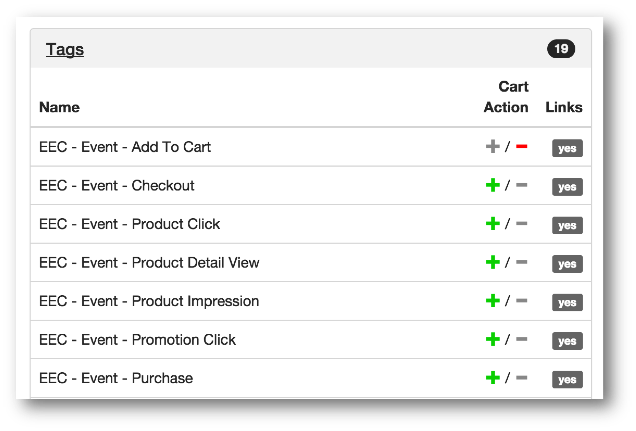 Tags 19
Cart
Name Action Links
EEC - Event - Add To Cart + / - yes
EEC - Event - Checkout + / - yes
EEC - Event - Product Click + / - yes
EEC - Event - Product Detail View + / - yes
EEC - Event - Product Impression + / - yes
EEC - Event - Promotion Click + / - yes
EEC - Event - Purchase + / - yes